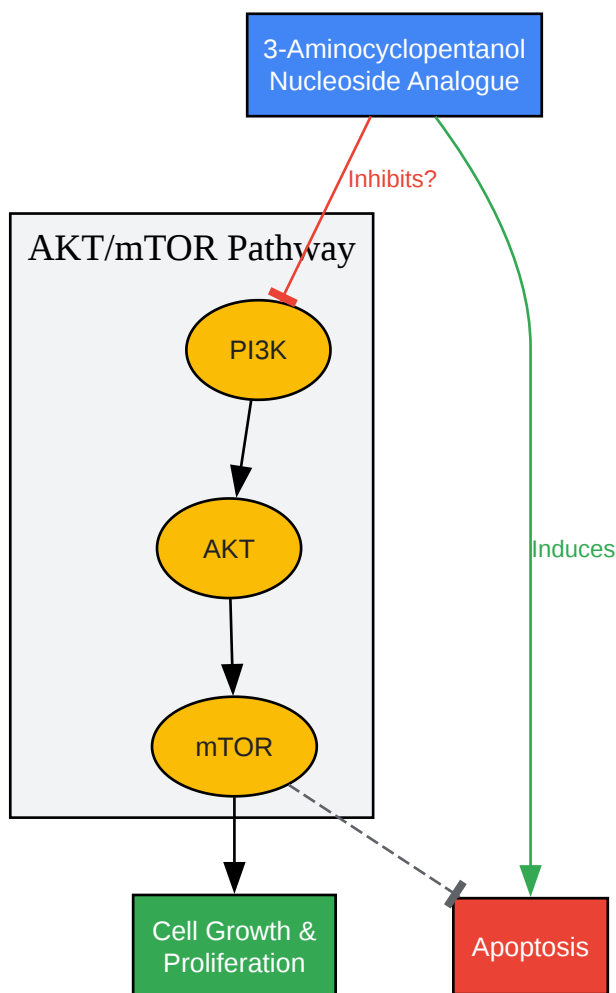 3-Aminocyclopentanol
Nucleoside Analogue
Inhibits?
AKT/mTOR Pathway
PI3K
AKT
Induces
mTOR
Cell Growth &
Proliferation
Apoptosis